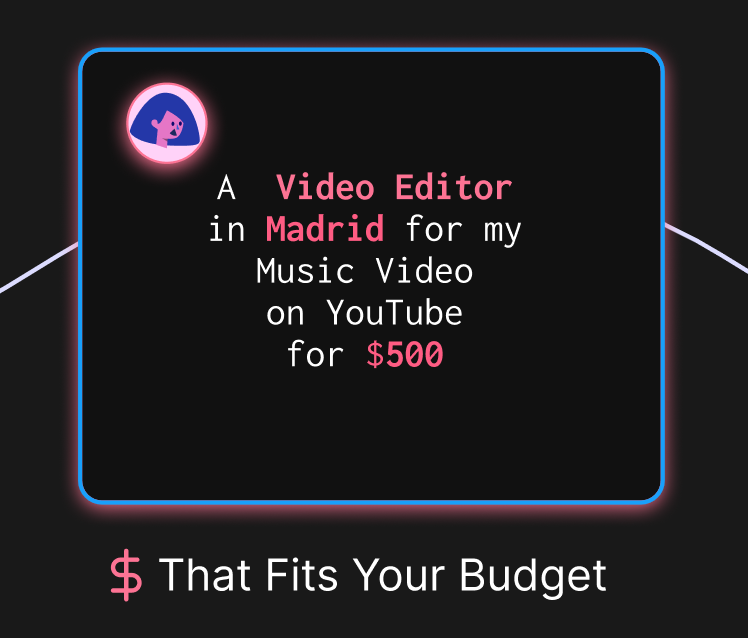 A Video Editor
in Madrid for my
Music Video
on YouTube
for $500
$ That Fits Your Budget